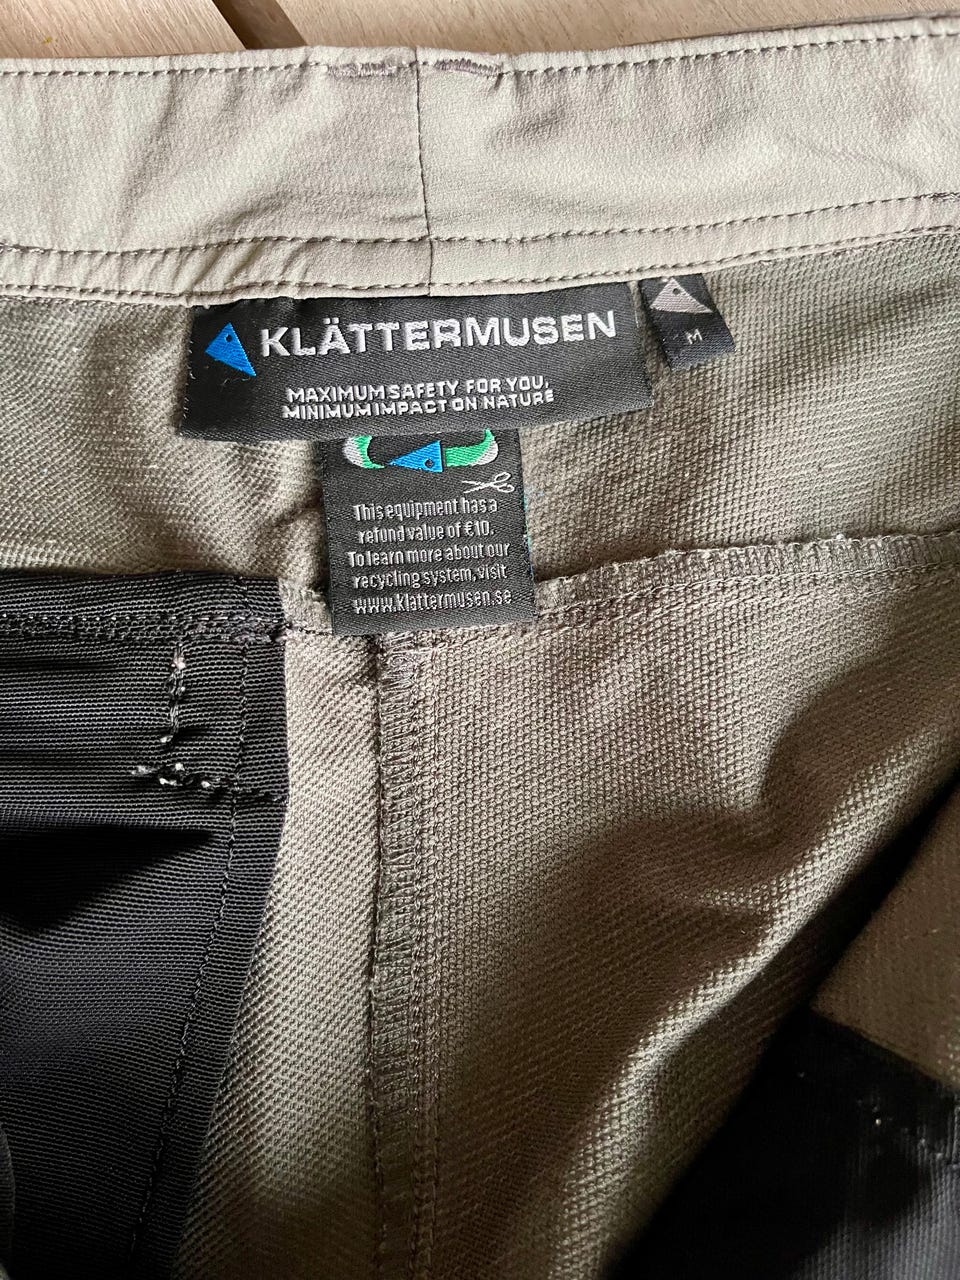 KLÄTTERMUSEN
MAXIMUM SAFETY FOR YOU,
MINIMUM IMPACT ON NATURE
M
This equipment has a
refund value of €10.
To learn more about our
recycling system, visit
www.klattermusen.se